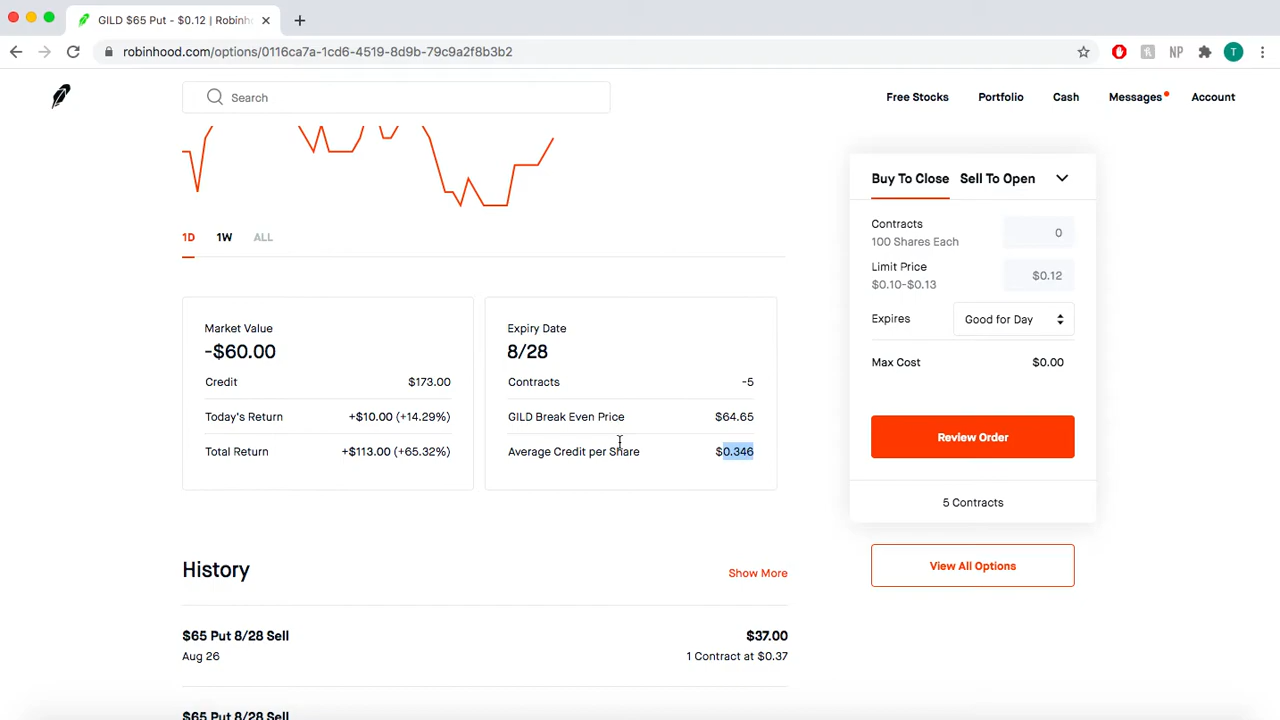 GILD $65 Put - $0.12 | Robinh
robinhood.com/options/0116ca7a-1cd6-4519-8d9b-79c9a2f8b3b2
NP
T
Search
Free Stocks
Portfolio
Cash
Messages
Account
1D
1W
ALL
Market Value
-$60.00
Credit
$173.00
Today's Return
+$10.00 (+14.29%)
Total Return
+$113.00 (+65.32%)
Expiry Date
8/28
Contracts
-5
GILD Break Even Price
$64.65
Average Credit per Share
$0.346
Buy To Close
Sell To Open
Contracts
100 Shares Each
0
Limit Price
$0.10-$0.13
$0.12
Expires
Good for Day
Max Cost
$0.00
Review Order
5 Contracts
View All Options
History
Show More
$65 Put 8/28 Sell
$37.00
Aug 26
1 Contract at $0.37
$65 Put 8/28 Sell